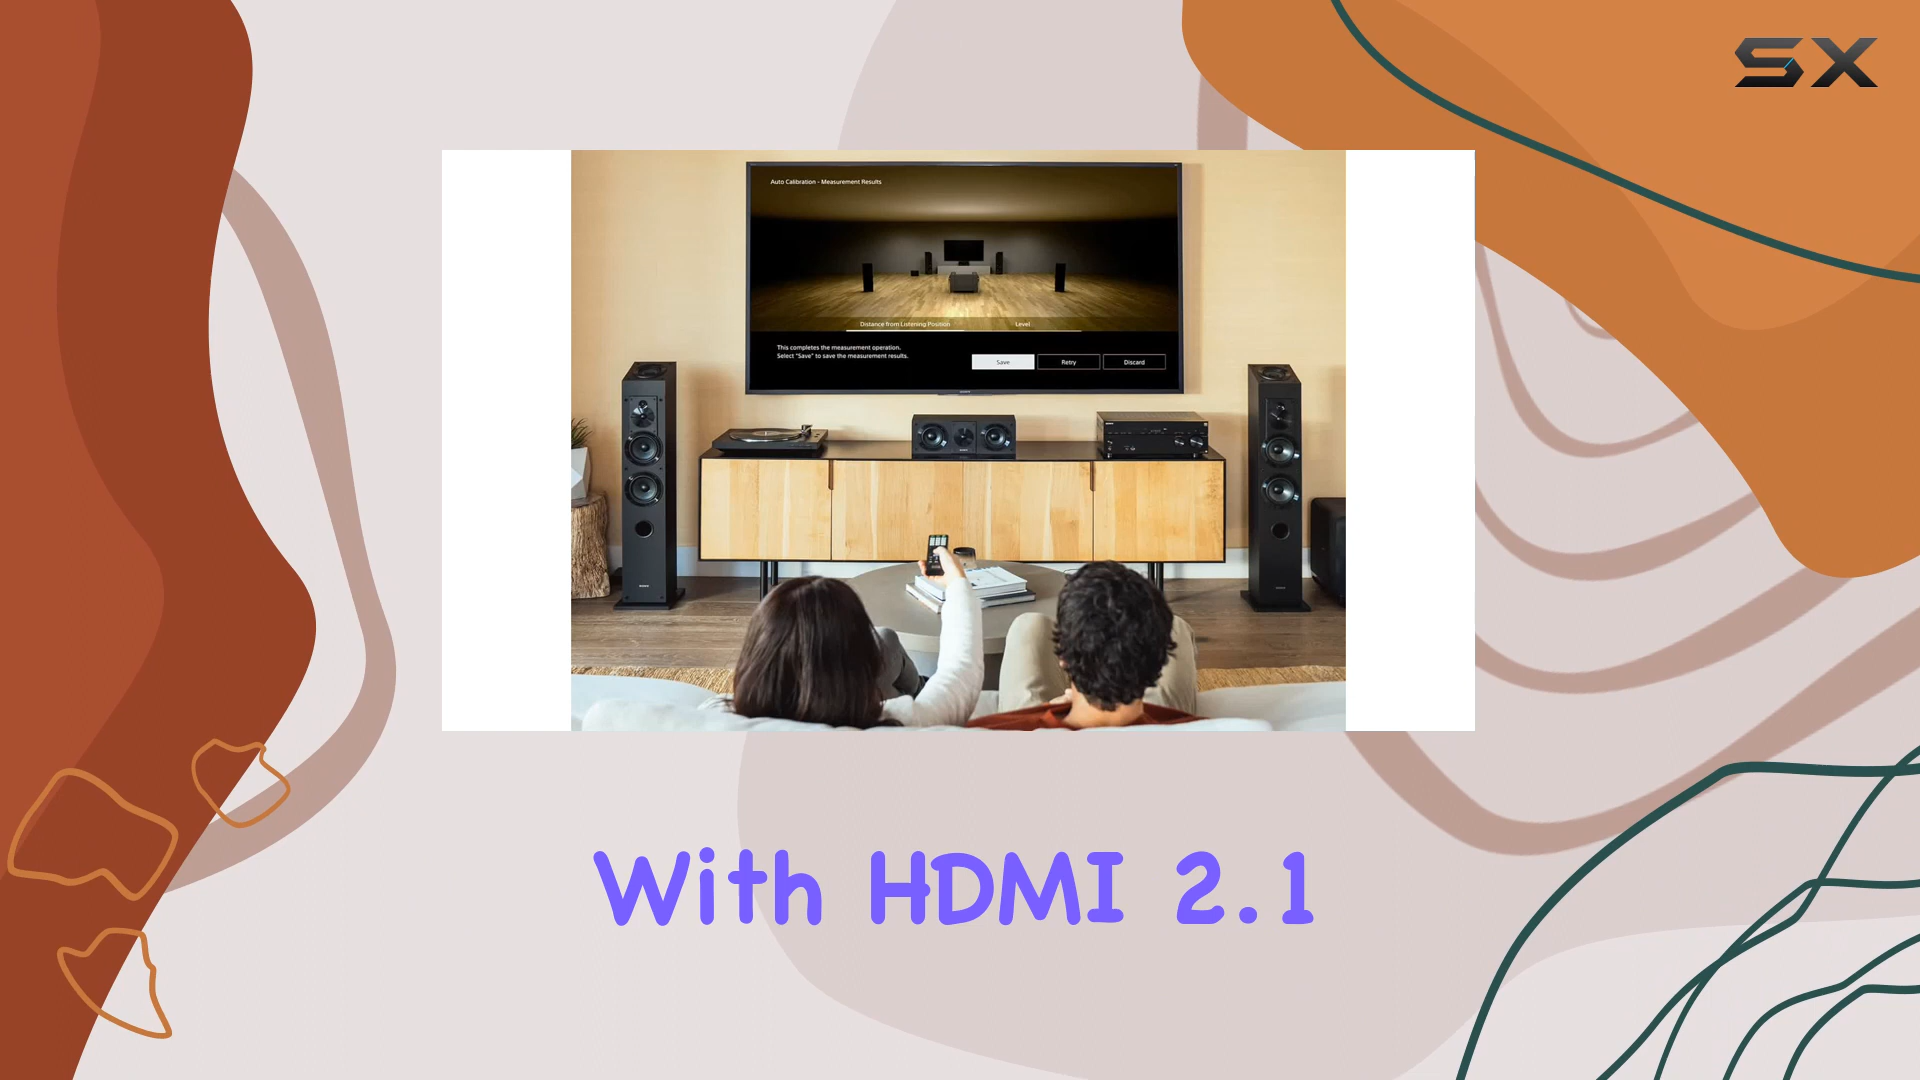 SX
Auto Calibration - Measurement Results
Distance from Listening Position Level
This completes the measurement operation.
Select "Save" to save the measurement results.
Save Retry Discard
With HDMI 2.1